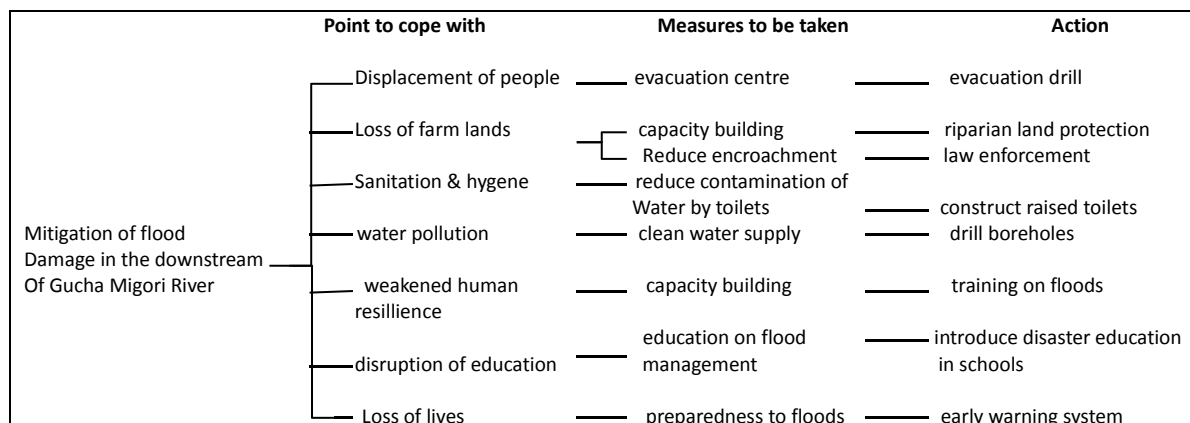 Point to cope with Measures to be taken Action
Displacement of people evacuation centre evacuation drill
Loss of farm lands capacity building riparian land protection
Reduce encroachment law enforcement
Sanitation & hygene reduce contamination of
Water by toilets construct raised toilets
Mitigation of flood water pollution clean water supply drill boreholes
Damage in the downstream
Of Gucha Migori River weakened human capacity building training on floods
resillience
education on flood introduce disaster education
disruption of education management in schools
Loss of lives preparedness to floods early warning system